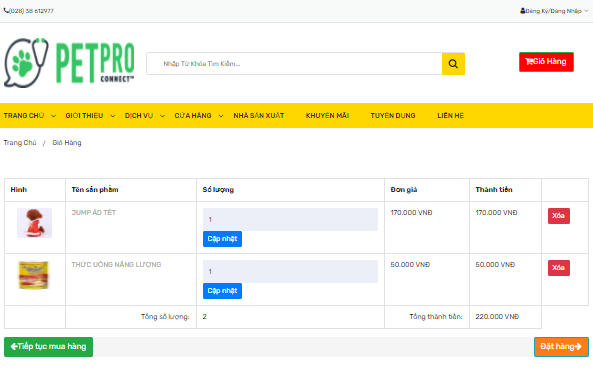 (028) 38 612977
Đăng Ký/Đăng Nhập
PETPRO
CONNECT™
Nhập Từ Khóa Tìm Kiếm...
Giỏ Hàng
TRANG CHỦ GIỚI THIỆU DỊCH VỤ CỬA HÀNG NHÀ SẢN XUẤT KHUYẾN MÃI TUYỂN DỤNG LIÊN HỆ
Trang Chủ / Giỏ Hàng
Hình Tên sản phẩm Số lượng Đơn giá Thành tiền
JUMP ÁO TẾT 1 170.000 VNĐ 170.000 VNĐ Xóa
Cập nhật
THỨC UỐNG NĂNG LƯỢNG 1 50.000 VNĐ 50.000 VNĐ Xóa
Cập nhật
Tổng số lượng: 2 Tổng thành tiền: 220.000 VNĐ
Tiếp tục mua hàng Đặt hàng